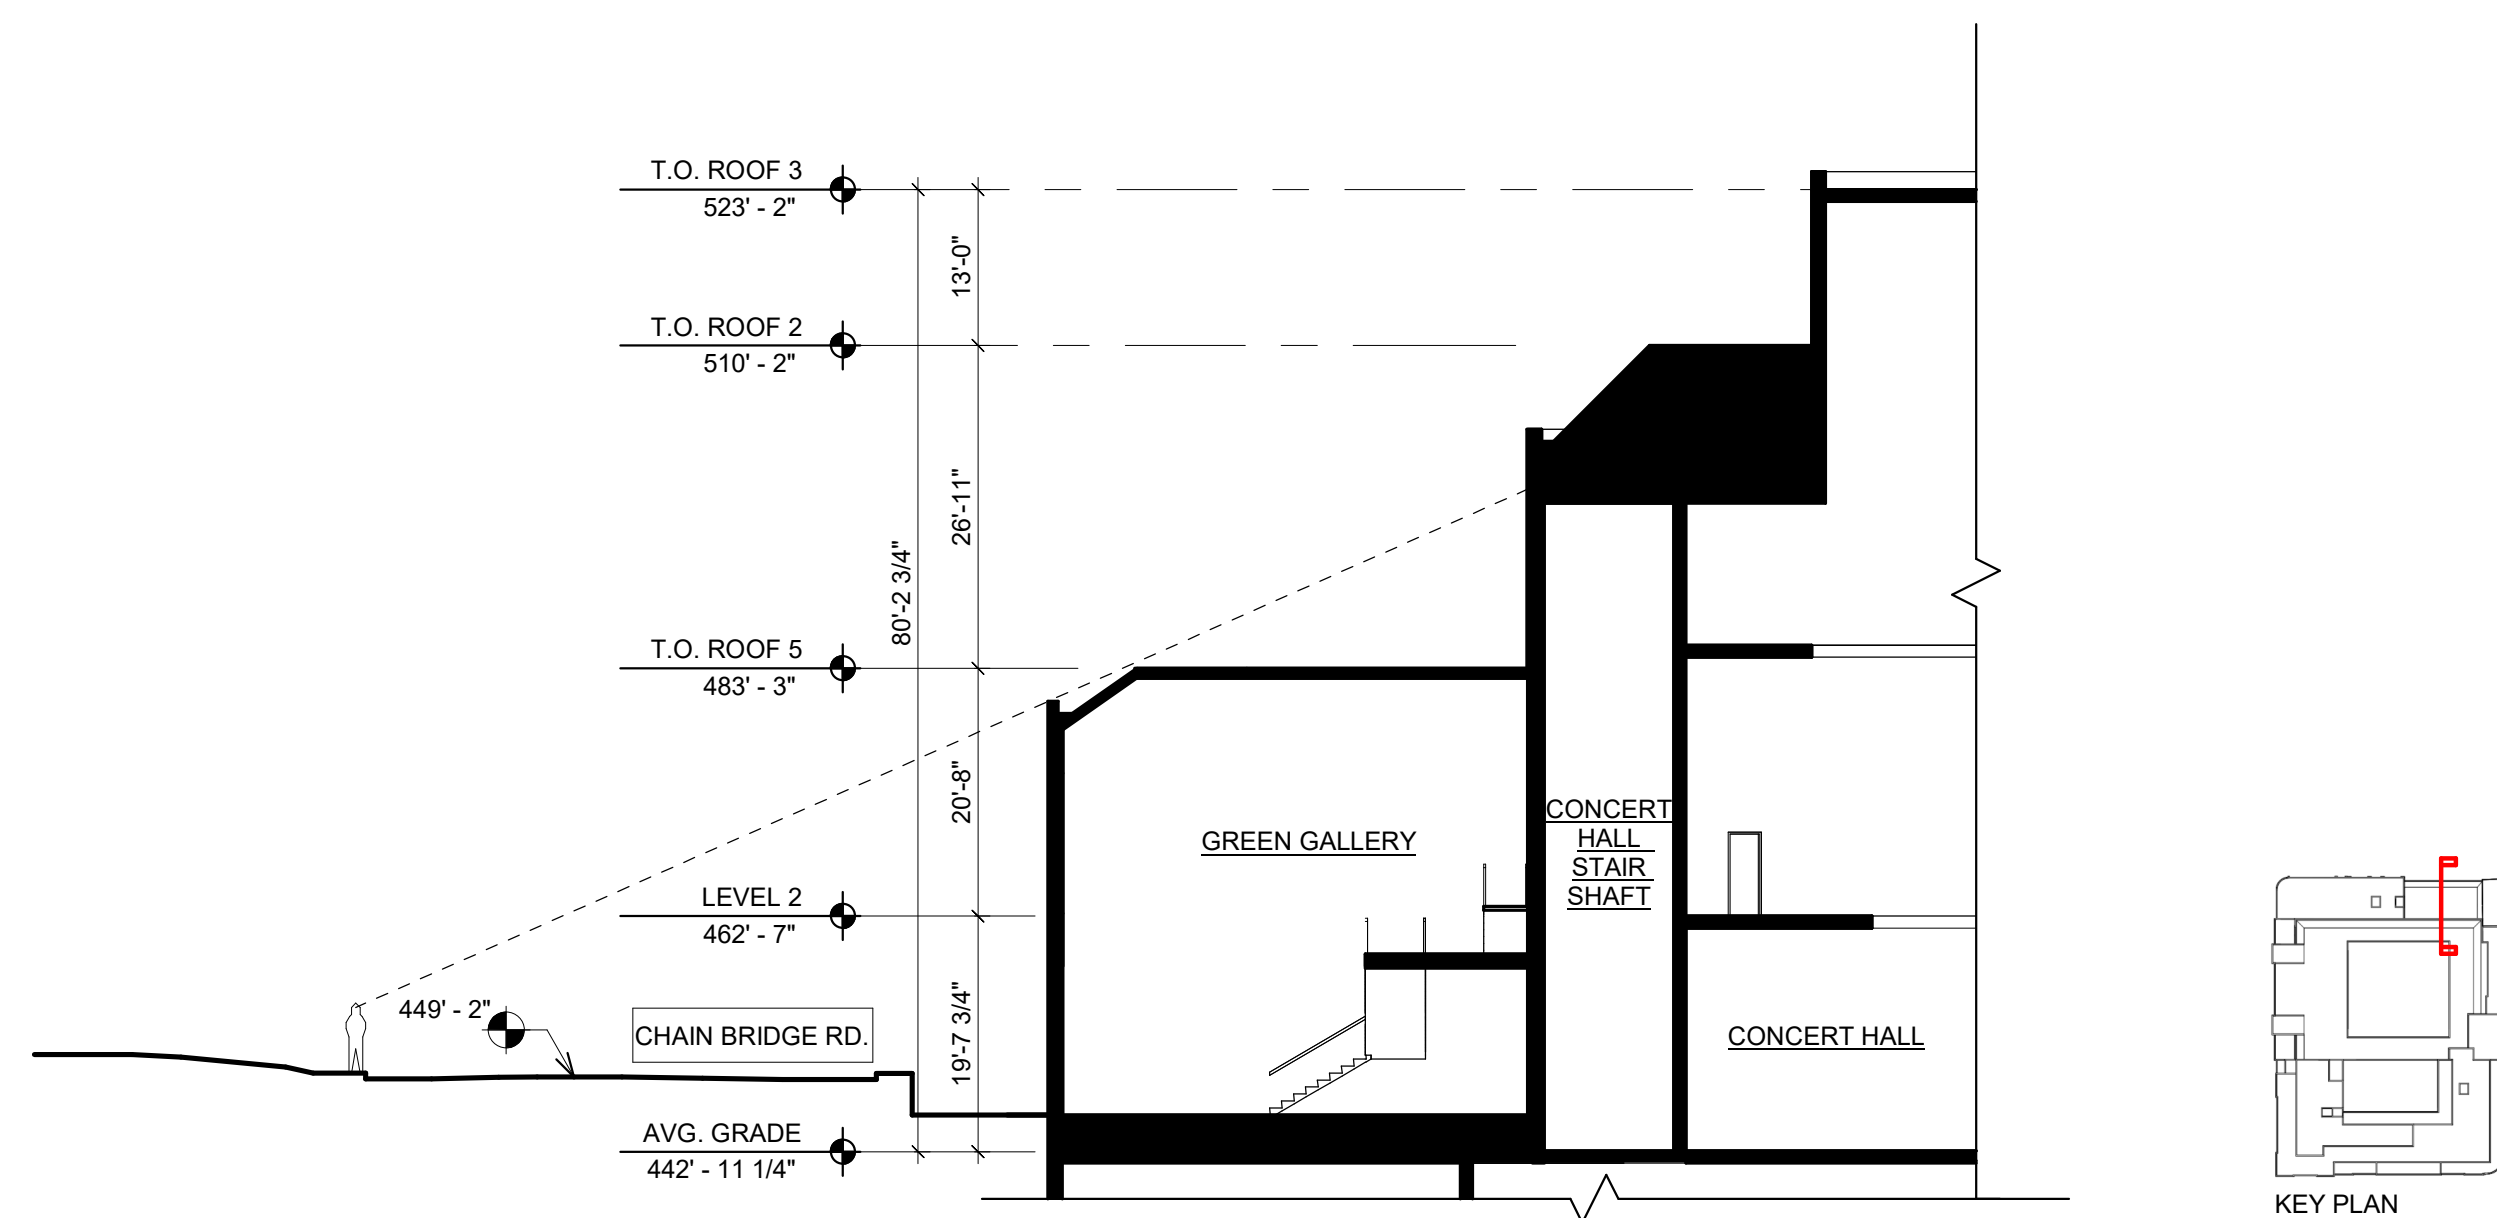 T.O. ROOF 3
523' - 2"
13'-0"
T.O. ROOF 2
510' - 2"
26'-11"
80'-2 3/4"
T.O. ROOF 5
483' - 3"
20'-8"
GREEN GALLERY
CONCERT
HALL
STAIR
SHAFT
LEVEL 2
462' - 7"
449' - 2"
CHAIN BRIDGE RD.
19'-7 3/4"
CONCERT HALL
AVG. GRADE
442' - 11 1/4"
KEY PLAN